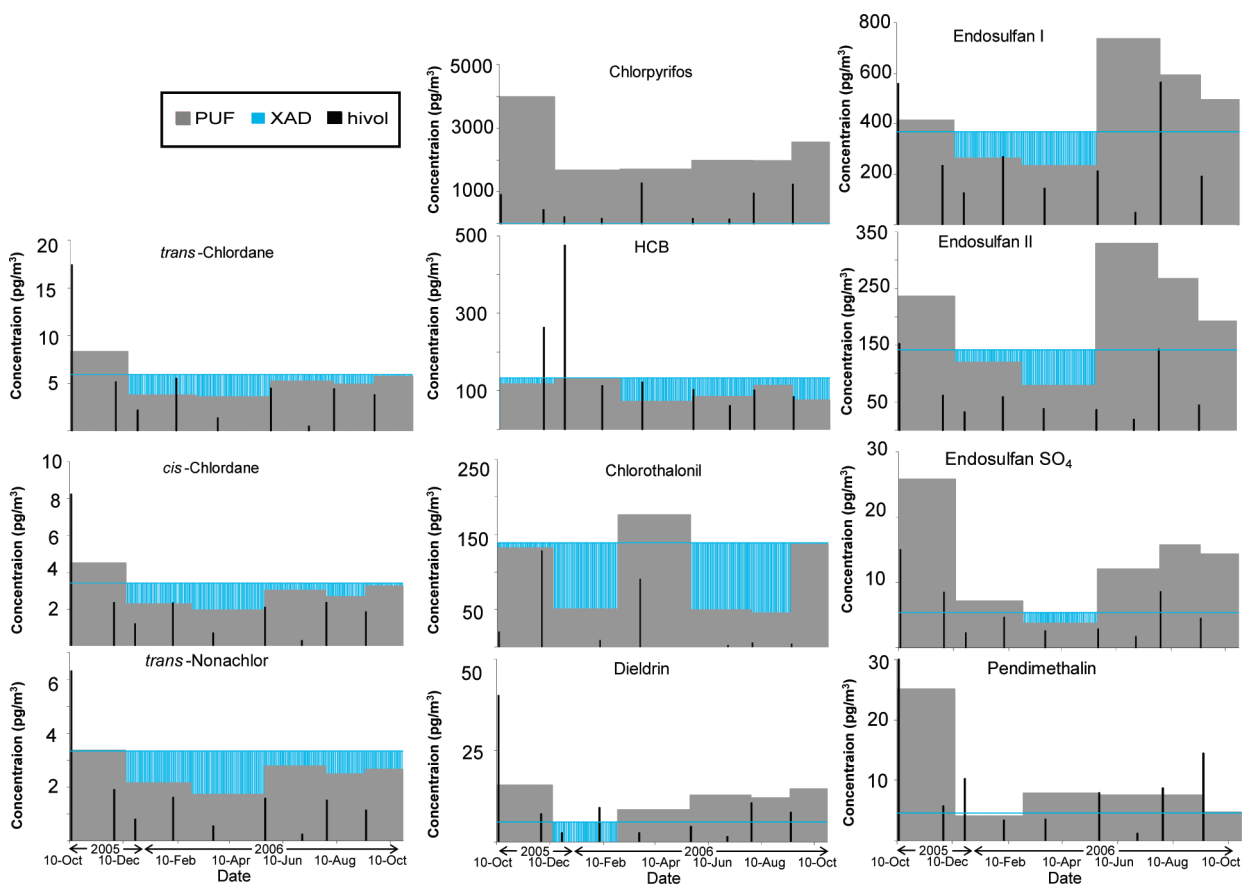 PUF XAD hivol
trans-Chlordane
Concentraion (pg/m³)
20
15
10
5
cis-Chlordane
Concentraion (pg/m³)
10
8
6
4
2
trans-Nonachlor
Concentraion (pg/m³)
6
4
2
2005 2006
10-Oct 10-Dec 10-Feb 10-Apr 10-Jun 10-Aug 10-Oct
Date
Chlorpyrifos
Concentraion (pg/m³)
5000
3000
1000
HCB
Concentraion (pg/m³)
500
300
100
Chlorothalonil
Concentraion (pg/m³)
250
150
50
Dieldrin
Concentraion (pg/m³)
50
25
2005 2006
10-Oct 10-Dec 10-Feb 10-Apr 10-Jun 10-Aug 10-Oct
Date
Endosulfan I
Concentraion (pg/m³)
800
600
400
200
Endosulfan II
Concentraion (pg/m³)
350
250
150
50
Endosulfan SO₄
Concentraion (pg/m³)
30
20
10
Pendimethalin
Concentraion (pg/m³)
30
20
10
2005 2006
10-Oct 10-Dec 10-Feb 10-Apr 10-Jun 10-Aug 10-Oct
Date